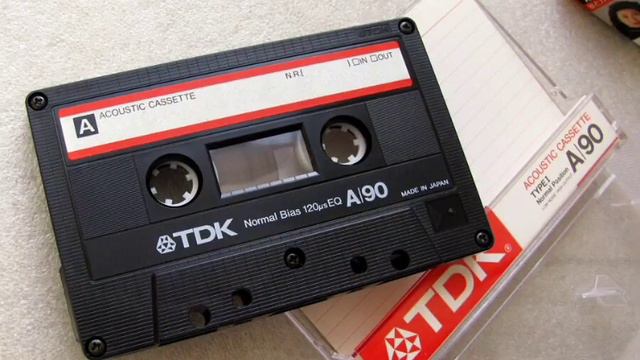 A ACOUSTIC CASSETTE N.R. □IN □OUT
TDK Normal Bias 120μs EQ A/90 MADE IN JAPAN
ACOUSTIC CASSETTE
TYPE I
Normal Position
A/90
TDK®